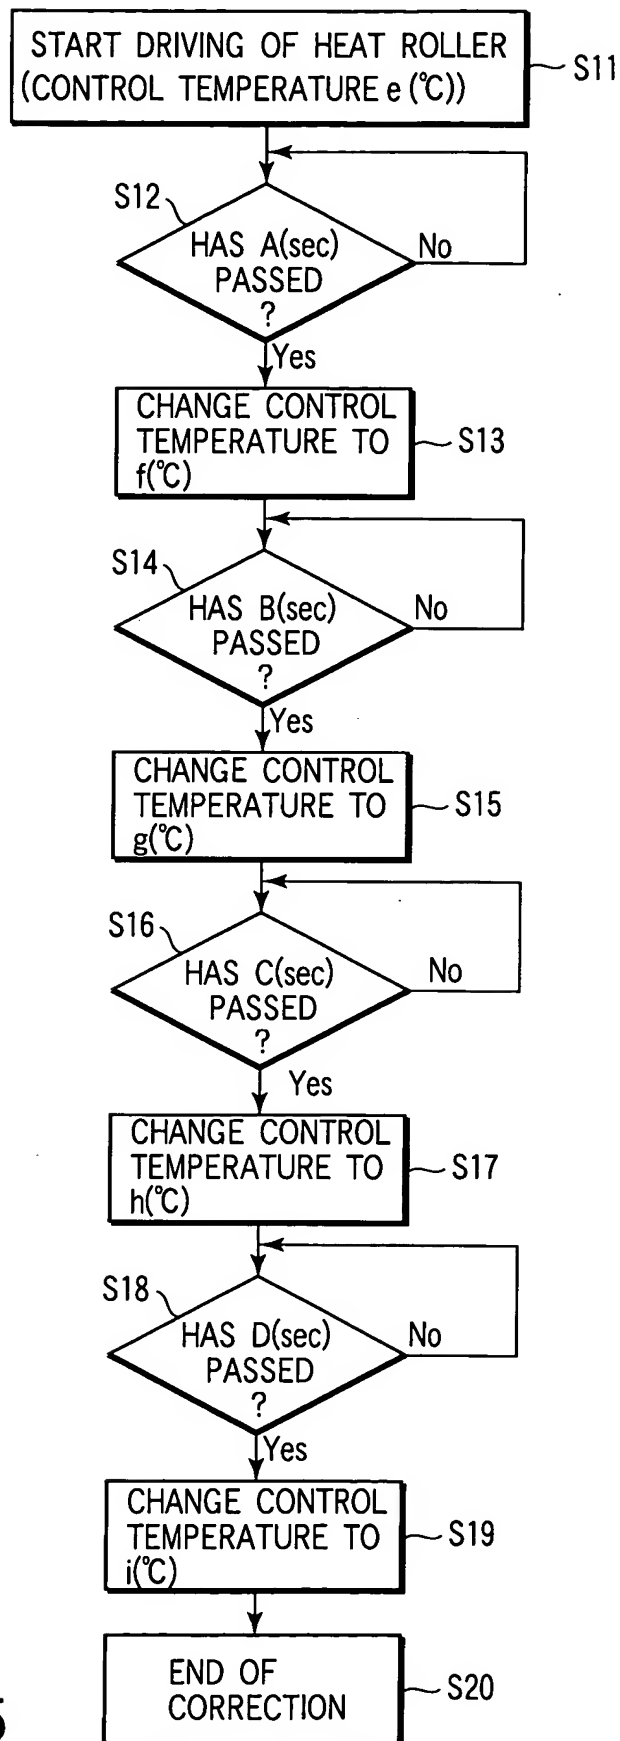 START DRIVING OF HEAT ROLLER
(CONTROL TEMPERATURE e (℃))
S11
S12
HAS A(sec)
PASSED
?
No
Yes
CHANGE CONTROL
TEMPERATURE TO
f(℃)
S13
S14
HAS B(sec)
PASSED
?
No
Yes
CHANGE CONTROL
TEMPERATURE TO
g(℃)
S15
S16
HAS C(sec)
PASSED
?
No
Yes
CHANGE CONTROL
TEMPERATURE TO
h(℃)
S17
S18
HAS D(sec)
PASSED
?
No
Yes
CHANGE CONTROL
TEMPERATURE TO
i(℃)
S19
END OF
CORRECTION
S20